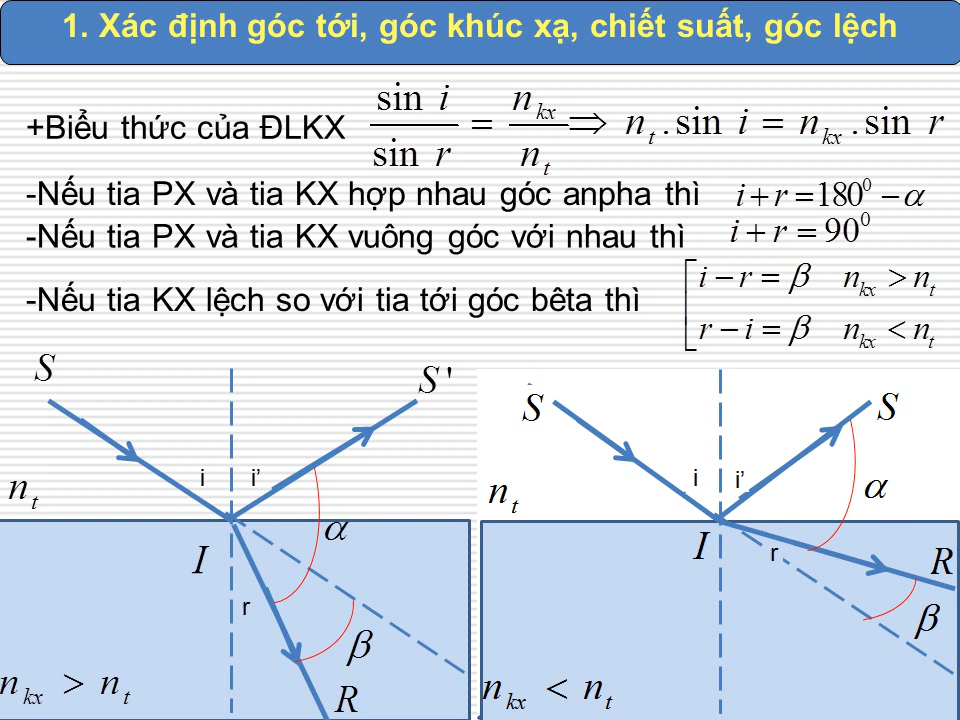 1. Xác định góc tới, góc khúc xạ, chiết suất, góc lệch
+Biểu thức của ĐLKX sin i / sin r = n_kx / n_t ⇒ n_t . sin i = n_kx . sin r
-Nếu tia PX và tia KX hợp nhau góc anpha thì i + r = 180⁰ − α
-Nếu tia PX và tia KX vuông góc với nhau thì i + r = 90⁰
-Nếu tia KX lệch so với tia tới góc bêta thì [ i − r = β n_kx > n_t
r − i = β n_kx < n_t
S S'
i i’
n_t
α
I
r
β
n_kx > n_t
R
S S
i i’
n_t α
I r R
β
n_kx < n_t